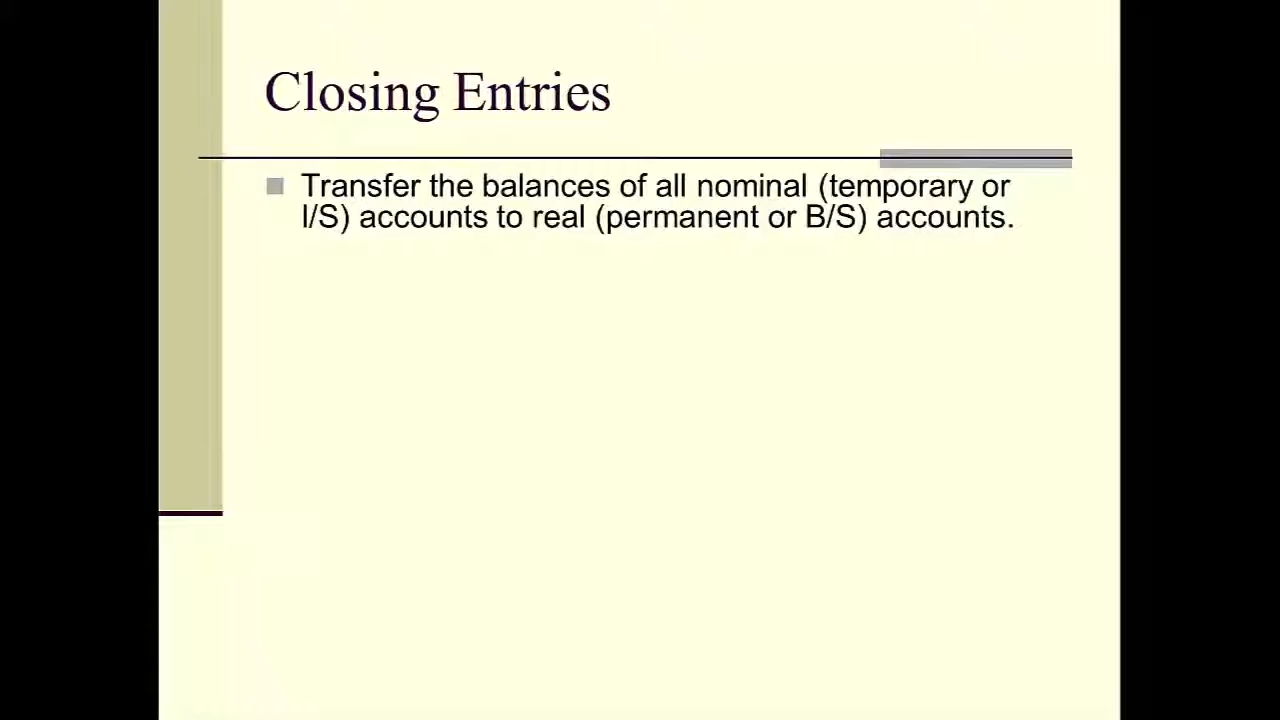 Closing Entries
Transfer the balances of all nominal (temporary or
I/S) accounts to real (permanent or B/S) accounts.